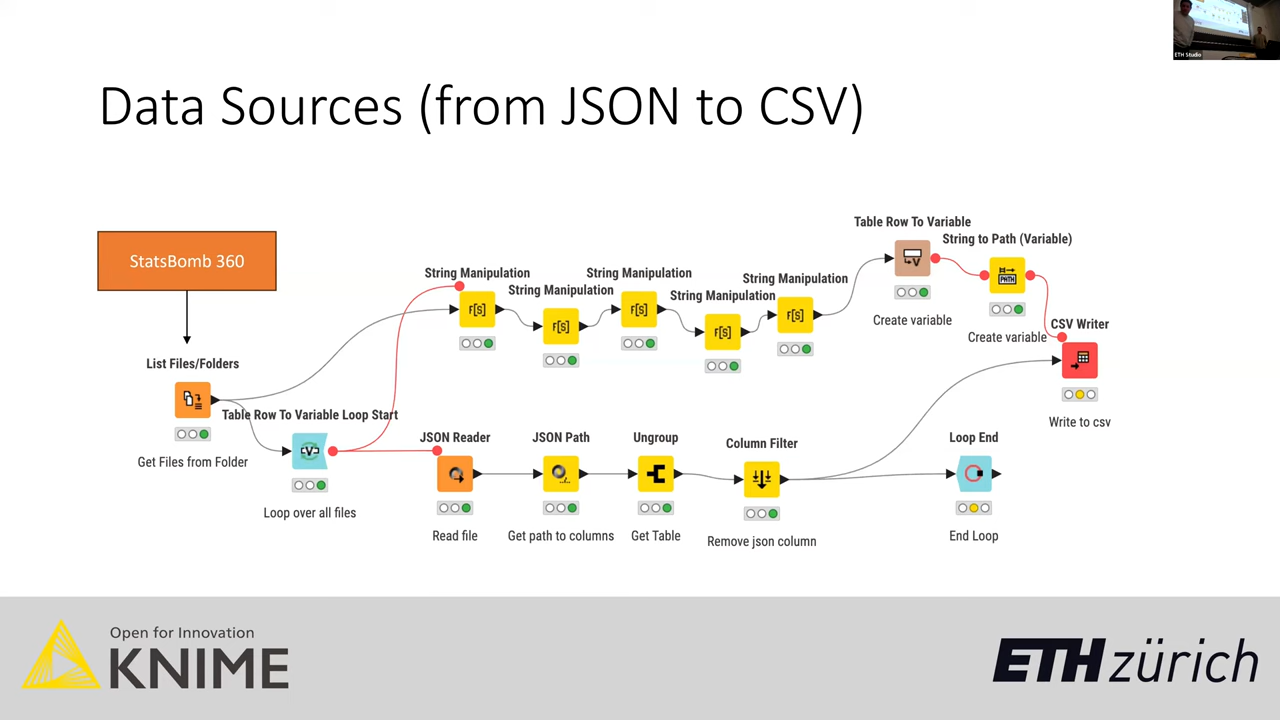 ETH Studio
Data Sources (from JSON to CSV)
StatsBomb 360
Table Row To Variable
String to Path (Variable)
String Manipulation
String Manipulation
String Manipulation
String Manipulation
String Manipulation
F[S]
F[S]
F[S]
F[S]
F[S]
V
PATH
Create variable
Create variable
CSV Writer
Write to csv
List Files/Folders
Get Files from Folder
Table Row To Variable Loop Start
V
Loop over all files
JSON Reader
Read file
JSON Path
Get path to columns
Ungroup
Get Table
Column Filter
Remove json column
Loop End
End Loop
Open for Innovation
KNIME
ETH zürich